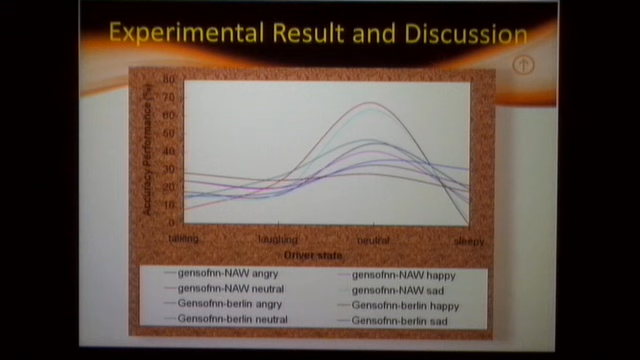 Experimental Result and Discussion
80
70
60
50
40
30
20
10
0
Accuracy Performance (%)
talking laughing neutral sleepy
Driver state
gensofnn-NAW angry gensofnn-NAW happy
gensofnn-NAW neutral gensofnn-NAW sad
Gensofnn-berlin angry Gensofnn-berlin happy
Gensofnn-berlin neutral Gensofnn-berlin sad